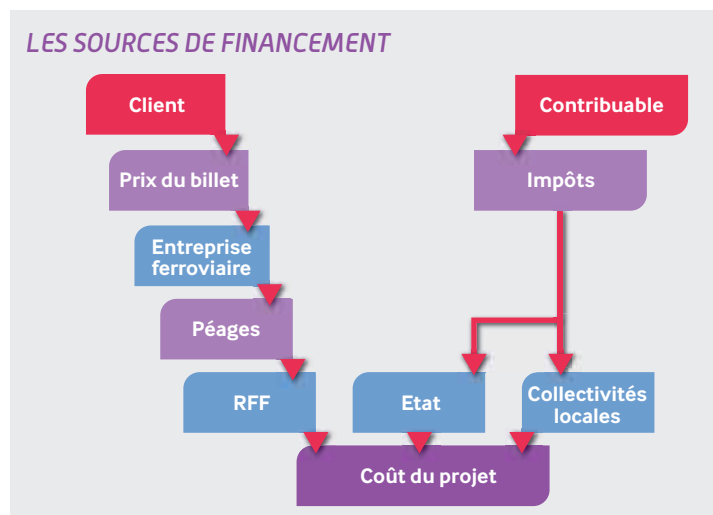 LES SOURCES DE FINANCEMENT
Client
Contribuable
Prix du billet
Impôts
Entreprise
ferroviaire
Péages
RFF
Etat
Collectivités
locales
Coût du projet